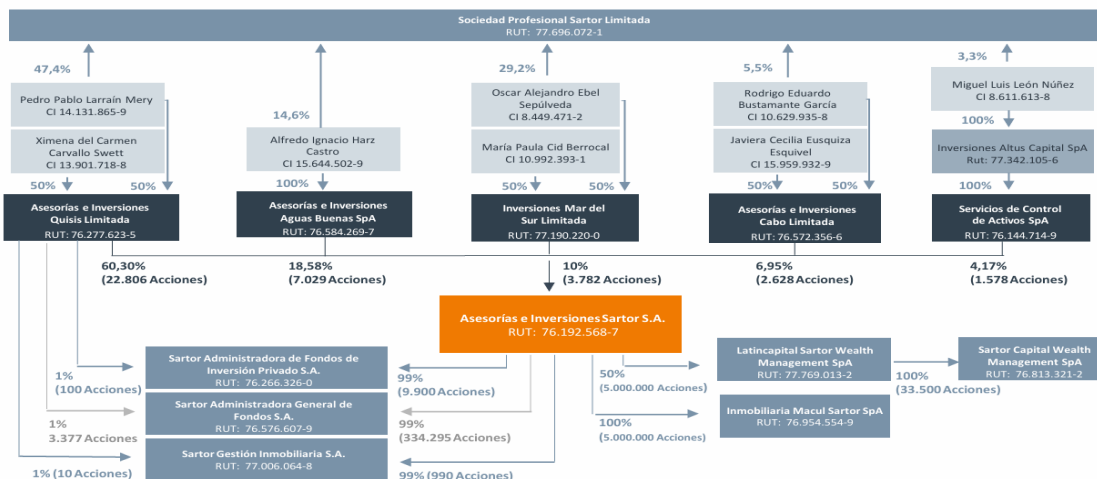 Sociedad Profesional Sartor Limitada
RUT: 77.696.072-1
47,4%
14,6%
29,2%
5,5%
3,3%
Pedro Pablo Larraín Mery
CI 14.131.865-9
Ximena del Carmen
Carvallo Swett
CI 13.901.718-8
50%
50%
Alfredo Ignacio Harz
Castro
CI 15.644.502-9
100%
Oscar Alejandro Ebel
Sepúlveda
CI 8.449.471-2
María Paula Cid Berrocal
CI 10.992.393-1
50%
50%
Rodrigo Eduardo
Bustamante García
CI 10.629.935-8
Javiera Cecilia Eusquiza
Esquivel
CI 15.959.932-9
50%
50%
Miguel Luis León Núñez
CI 8.611.613-8
100%
Inversiones Altus Capital SpA
Rut: 77.342.105-6
100%
Asesorías e Inversiones
Quisis Limitada
RUT: 76.277.623-5
Asesorías e Inversiones
Aguas Buenas SpA
RUT: 76.584.269-7
Inversiones Mar del
Sur Limitada
RUT: 77.190.220-0
Asesorías e Inversiones
Cabo Limitada
RUT: 76.572.356-6
Servicios de Control
de Activos SpA
RUT: 76.144.714-9
60,30%
(22.806 Acciones)
18,58%
(7.029 Acciones)
10%
(3.782 Acciones)
6,95%
(2.628 Acciones)
4,17%
(1.578 Acciones)
Asesorías e Inversiones Sartor S.A.
RUT: 76.192.568-7
1%
(100 Acciones)
Sartor Administradora de Fondos de
Inversión Privado S.A.
RUT: 76.266.326-0
99%
(9.900 Acciones)
1%
3.377 Acciones
Sartor Administradora General de
Fondos S.A.
RUT: 76.576.607-9
99%
(334.295 Acciones)
1% (10 Acciones)
Sartor Gestión Inmobiliaria S.A.
RUT: 77.006.064-8
99% (990 Acciones)
50%
(5.000.000 Acciones)
Latincapital Sartor Wealth
Management SpA
RUT: 77.769.013-2
100%
(33.500 Acciones)
Sartor Capital Wealth
Management SpA
RUT: 76.813.321-2
100%
(5.000.000 Acciones)
Inmobiliaria Macul Sartor SpA
RUT: 76.954.554-9